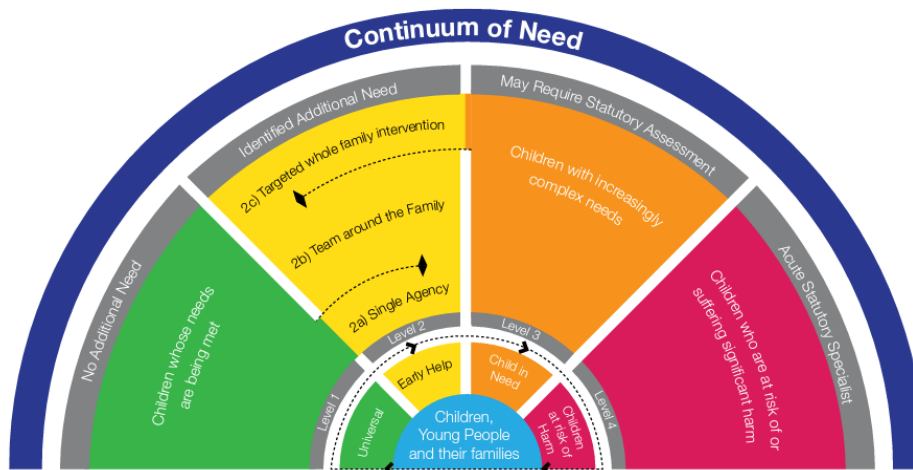 Continuum of Need
No Additional Need
Identified Additional Need
May Require Statutory Assessment
Acute Statutory Specialist
Children whose needs
are being met
2c) Targeted whole family intervention
2b) Team around the Family
2a) Single Agency
Children with increasingly
complex needs
Children who are at risk of or
suffering significant harm
Level 1
Level 2
Level 3
Level 4
Universal
Early Help
Child in
Need
Children
at risk of
Harm
Children,
Young People
and their families